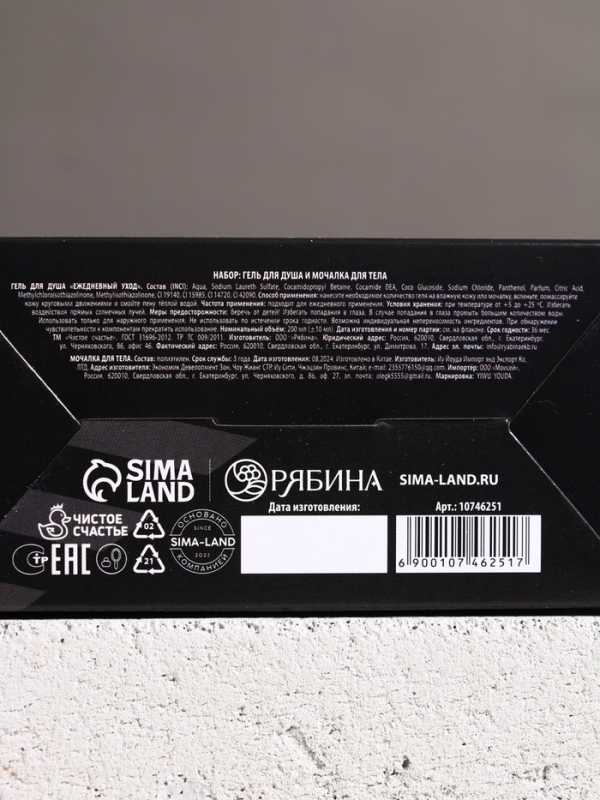 НАБОР: ГЕЛЬ ДЛЯ ДУША И МОЧАЛКА ДЛЯ ТЕЛА
ГЕЛЬ ДЛЯ ДУША «ЕЖЕДНЕВНЫЙ УХОД». Состав (INCI): Aqua, Sodium Laureth Sulfate, Cocamidopropyl Betaine, Cocamide DEA, Coco Glucoside, Sodium Chloride, Panthenol, Parfum, Citric Acid,
Methylchloroisothiazolinone, Methylisothiazolinone, CI 19140, CI 15985, CI 14720, CI 42090. Способ применения: нанесите необходимое количество геля на влажную кожу или мочалку, вспеньте, помассируйте
кожу круговыми движениями и смойте пену тёплой водой. Частота применения: подходит для ежедневного применения. Условия хранения: при температуре от +5 до +25 °С. Избегать
воздействия прямых солнечных лучей. Меры предосторожности: беречь от детей! Избегать попадания в глаза. В случае попадания в глаза промыть большим количеством воды.
Использовать только для наружного применения. Не использовать по истечении срока годности. Возможна индивидуальная непереносимость ингредиентов. При обнаружении
чувствительности к компонентам прекратить использование. Номинальный объём: 200 мл (±10 мл). Дата изготовления и номер партии: см. на флаконе. Срок годности: 36 мес.
ТМ «Чистое счастье». ГОСТ 31696-2012. ТР ТС 009/2011. Изготовитель: ООО "«Рябина». Юридический адрес: Россия, 620010, Свердловская обл., г. Екатеринбург,
ул. Черняховского, 86, офис 46. Фактический адрес: Россия, 620010, Свердловская обл., г. Екатеринбург, ул. Димитрова, 17. Адрес эл. почты: info@ryabinaekb.ru
МОЧАЛКА ДЛЯ ТЕЛА. Состав: полиэтилен. Срок службы: 3 года. Дата изготовления: 08.2024. Изготовлено в Китае. Изготовитель: Иу Йоуда Импорт энд Экспорт Ко,
ЛТД. Адрес изготовителя: Экономик Девелопмент Зон, Чоу Жианг СТР, Иу Сити, Чжэцзян Провинс, Китай; e-mail: 2355776150@qq.com. Импортёр: ООО «Моисей».
Россия, 620010, Свердловская обл., г. Екатеринбург, ул. Черняховского, д. 86, оф. 27, эл. почта: olegk5555@gmail.ru. Маркировка: YIWU YOUDA.
SIMA LAND
РЯБИНА
SIMA-LAND.RU
ЧИСТОЕ СЧАСТЬЕ
02
21
ОСНОВАНО
SINCE
SIMA-LAND
2021
КОМПАНИЕЙ
Дата изготовления:
Арт.: 10746251
СТР
EAC
6 900107 462517